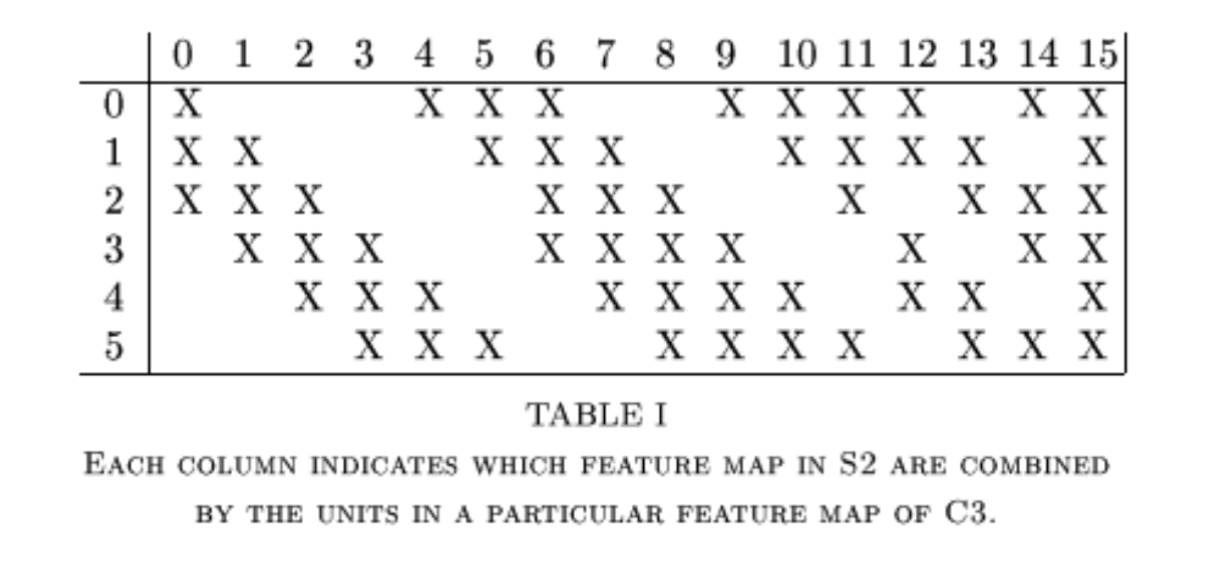 0 1 2 3 4 5 6 7 8 9 10 11 12 13 14 15
0 X X X X X X X X X X
1 X X X X X X X X X X
2 X X X X X X X X X X
3 X X X X X X X X X X
4 X X X X X X X X X X
5 X X X X X X X X X X
TABLE I
EACH COLUMN INDICATES WHICH FEATURE MAP IN S2 ARE COMBINED
BY THE UNITS IN A PARTICULAR FEATURE MAP OF C3.